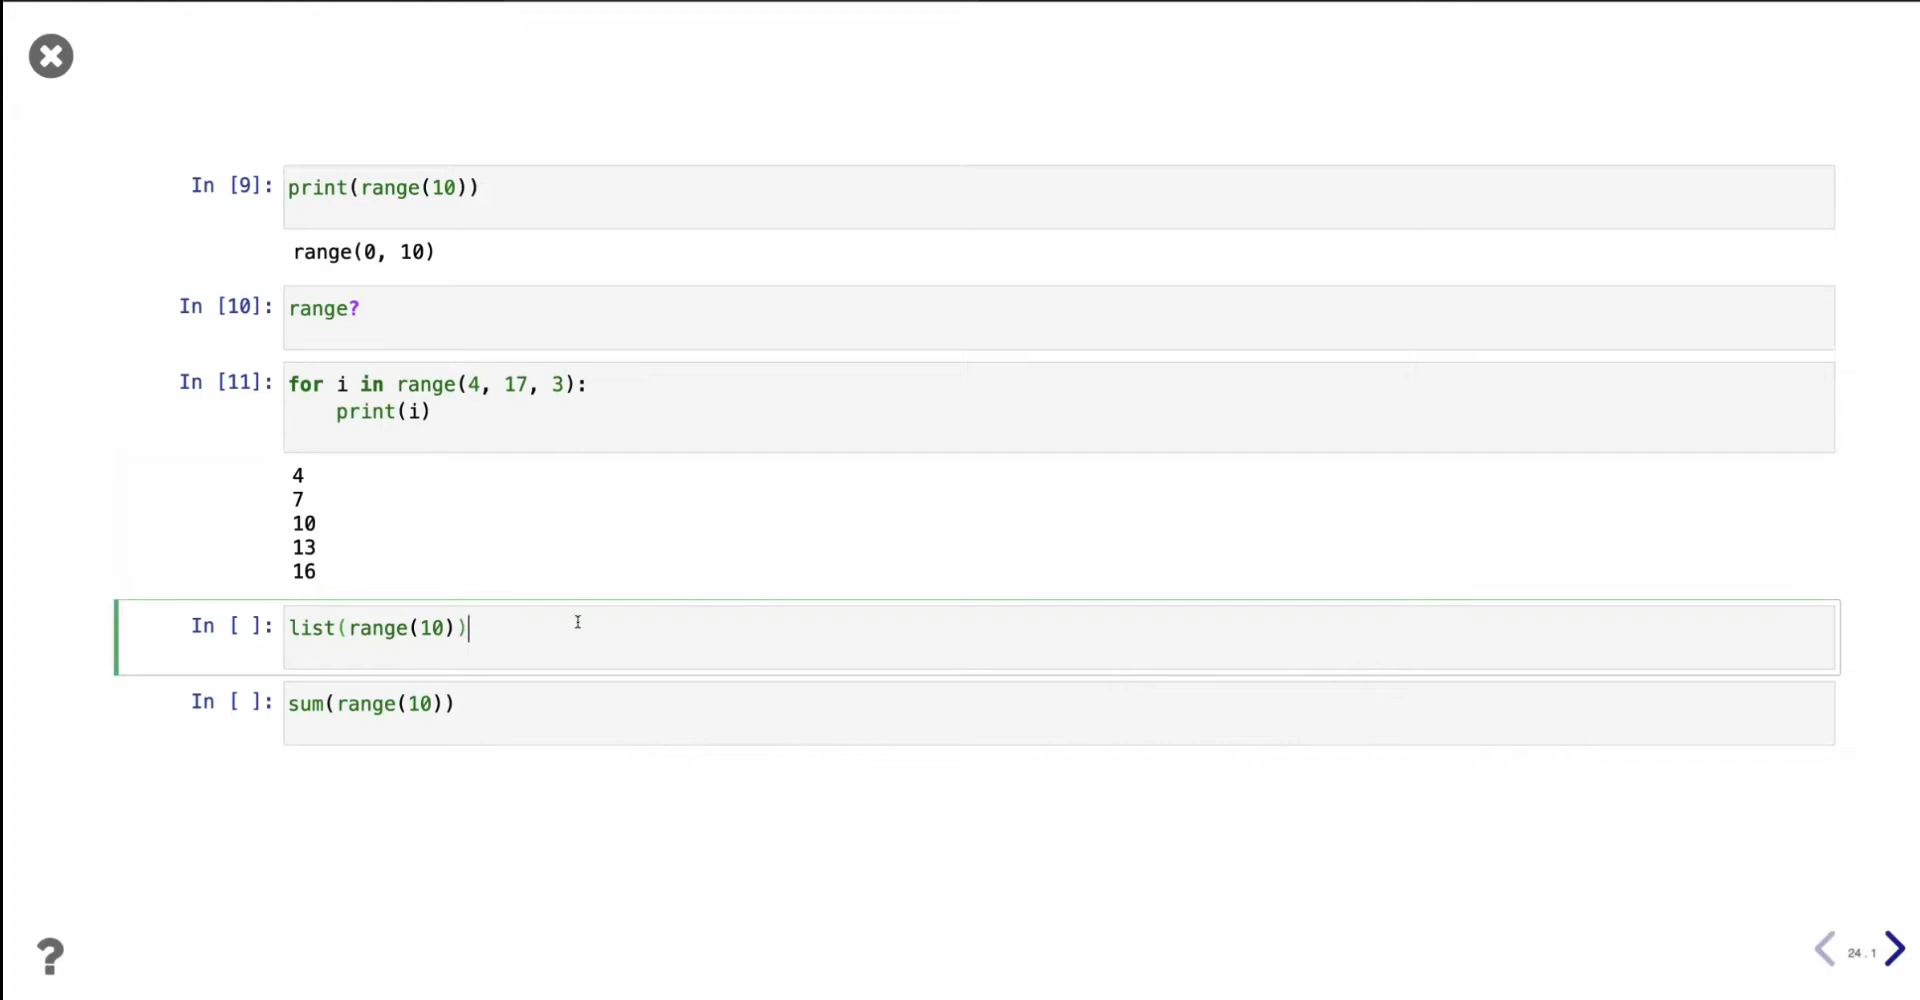 In [9]: print(range(10))
range(0, 10)
In [10]: range?
In [11]: for i in range(4, 17, 3):
    print(i)
4
7
10
13
16
In [ ]: list(range(10))
In [ ]: sum(range(10))
?
24.1